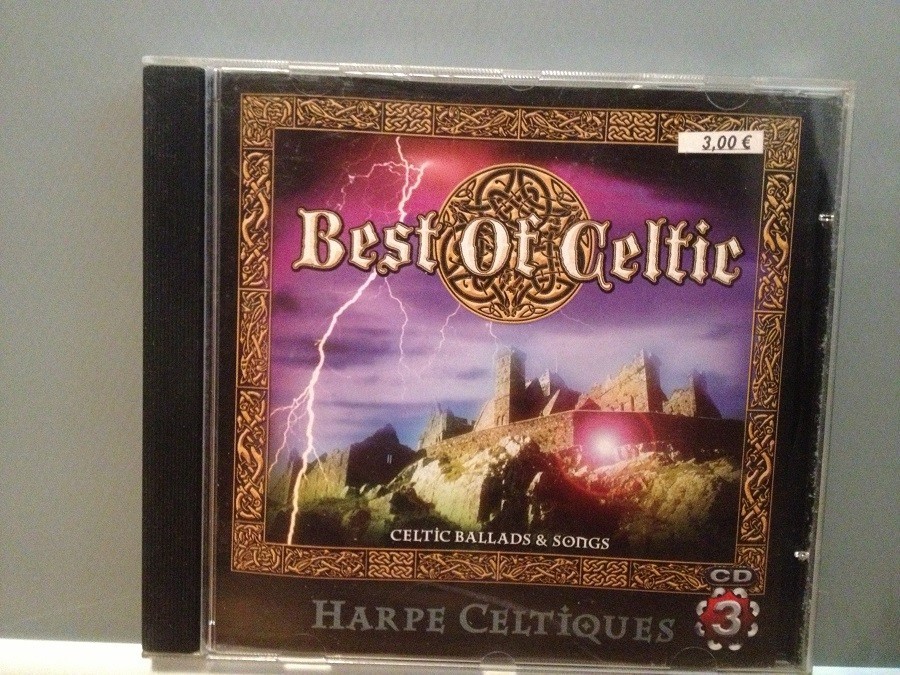 3,00 €
Best Of Celtic
CELTIC BALLADS & SONGS
CD
3
HARPE CELTIQUES